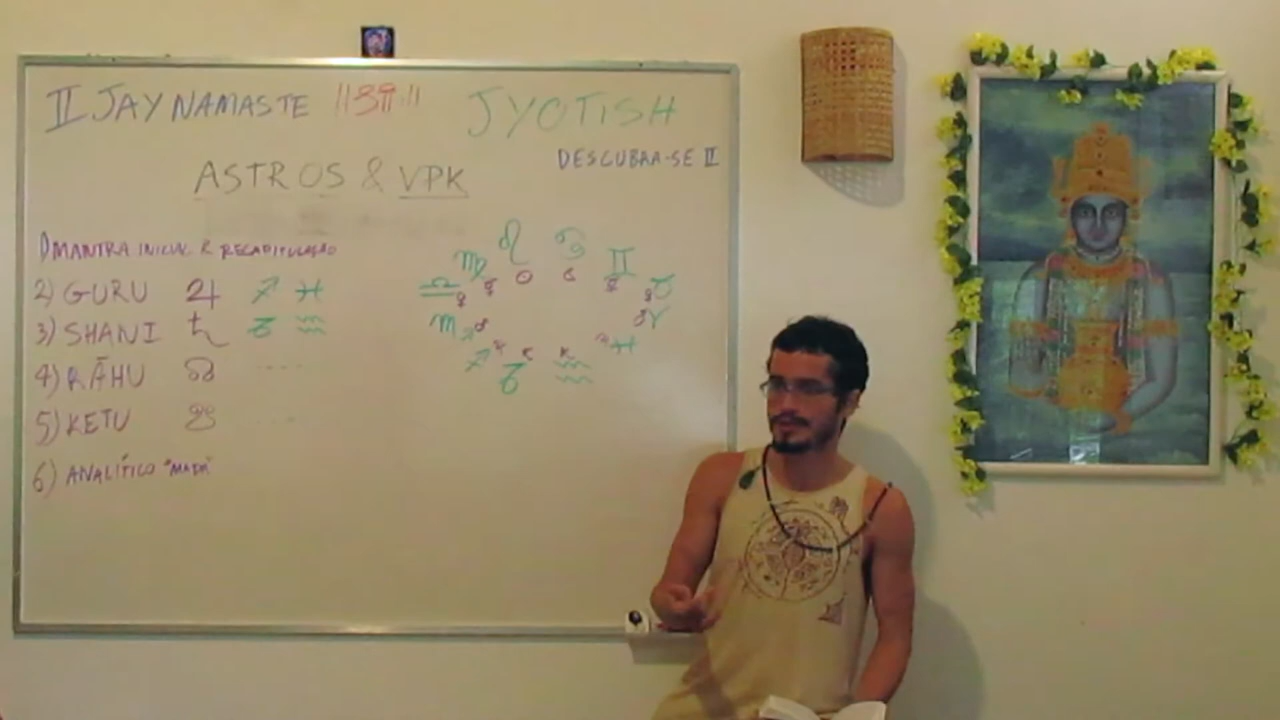 II JAY NAMASTE ||ॐ||
JYOTISH
DESCUBRA-SE II
ASTROS & VPK
1) MANTRA INICIAL & RECAPITULAÇÃO
2) GURU ♃ ♐ ♓
3) SHANI ♄ ♑ ♒
4) RĀHU ☊ ....
5) KETU ☋ ....
6) ANALÍTICO "MAPA"
♎ ♍ ♌ ♋ ♊ ♉
♀ ☿ ☉ ☿ ♀
♏ ♂ ♂ ♈
♐ ♃ ♃ ♓
♑ ♒